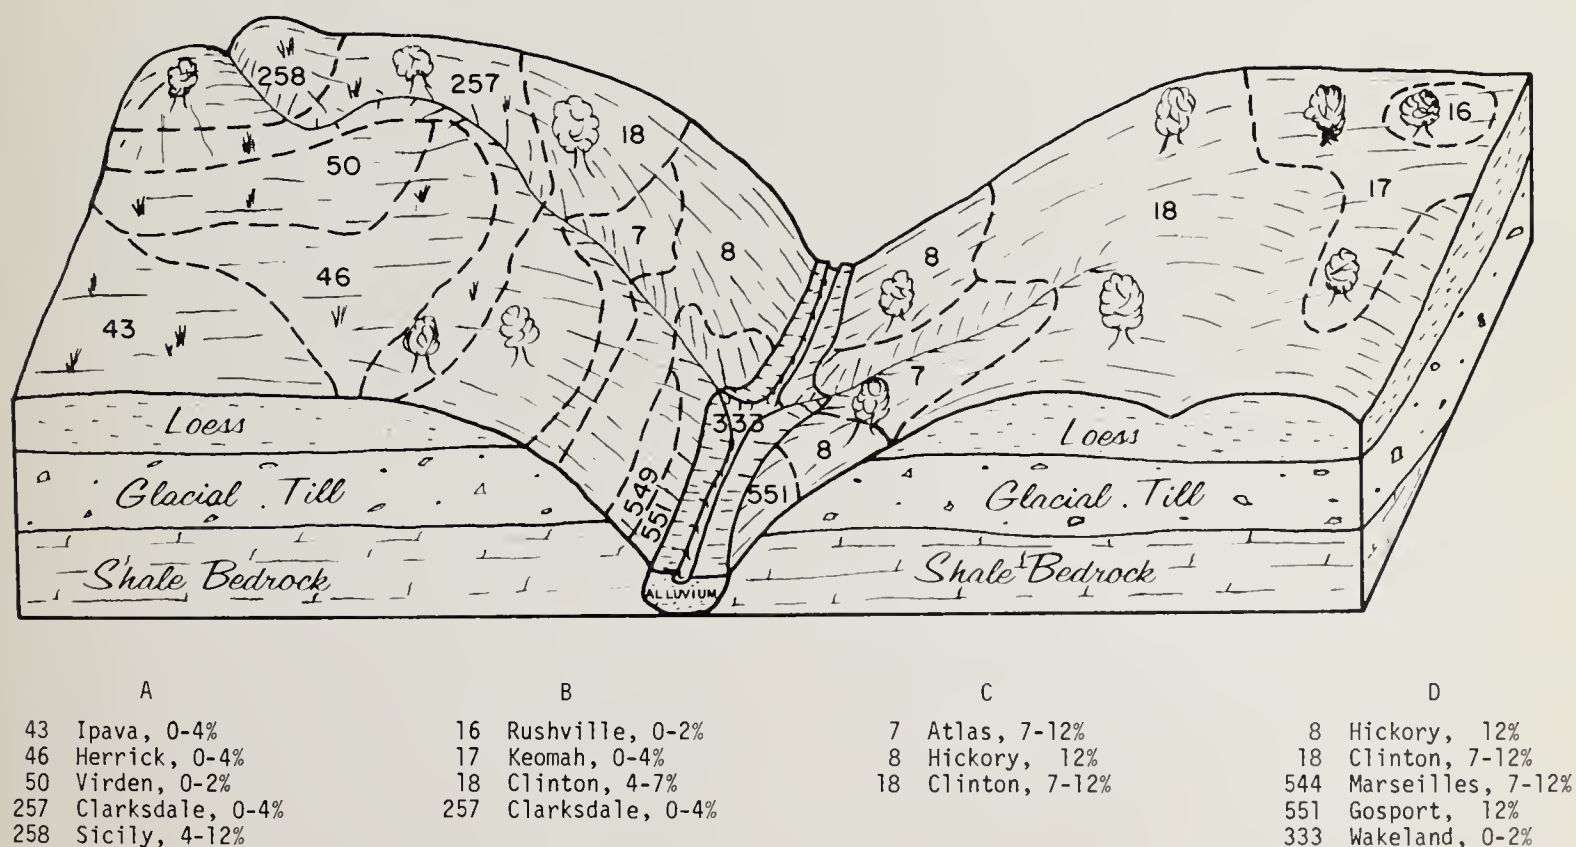 258
257
18
16
50
17
18
7
8
8
46
43
7
333
Loess
Loess
8
549
551
551
Glacial . Till
Glacial . Till
Shale Bedrock
Shale Bedrock
ALLUVIUM
A
43 Ipava, 0-4%
46 Herrick, 0-4%
50 Virden, 0-2%
257 Clarksdale, 0-4%
258 Sicily, 4-12%
B
16 Rushville, 0-2%
17 Keomah, 0-4%
18 Clinton, 4-7%
257 Clarksdale, 0-4%
C
7 Atlas, 7-12%
8 Hickory, 12%
18 Clinton, 7-12%
D
8 Hickory, 12%
18 Clinton, 7-12%
544 Marseilles, 7-12%
551 Gosport, 12%
333 Wakeland, 0-2%